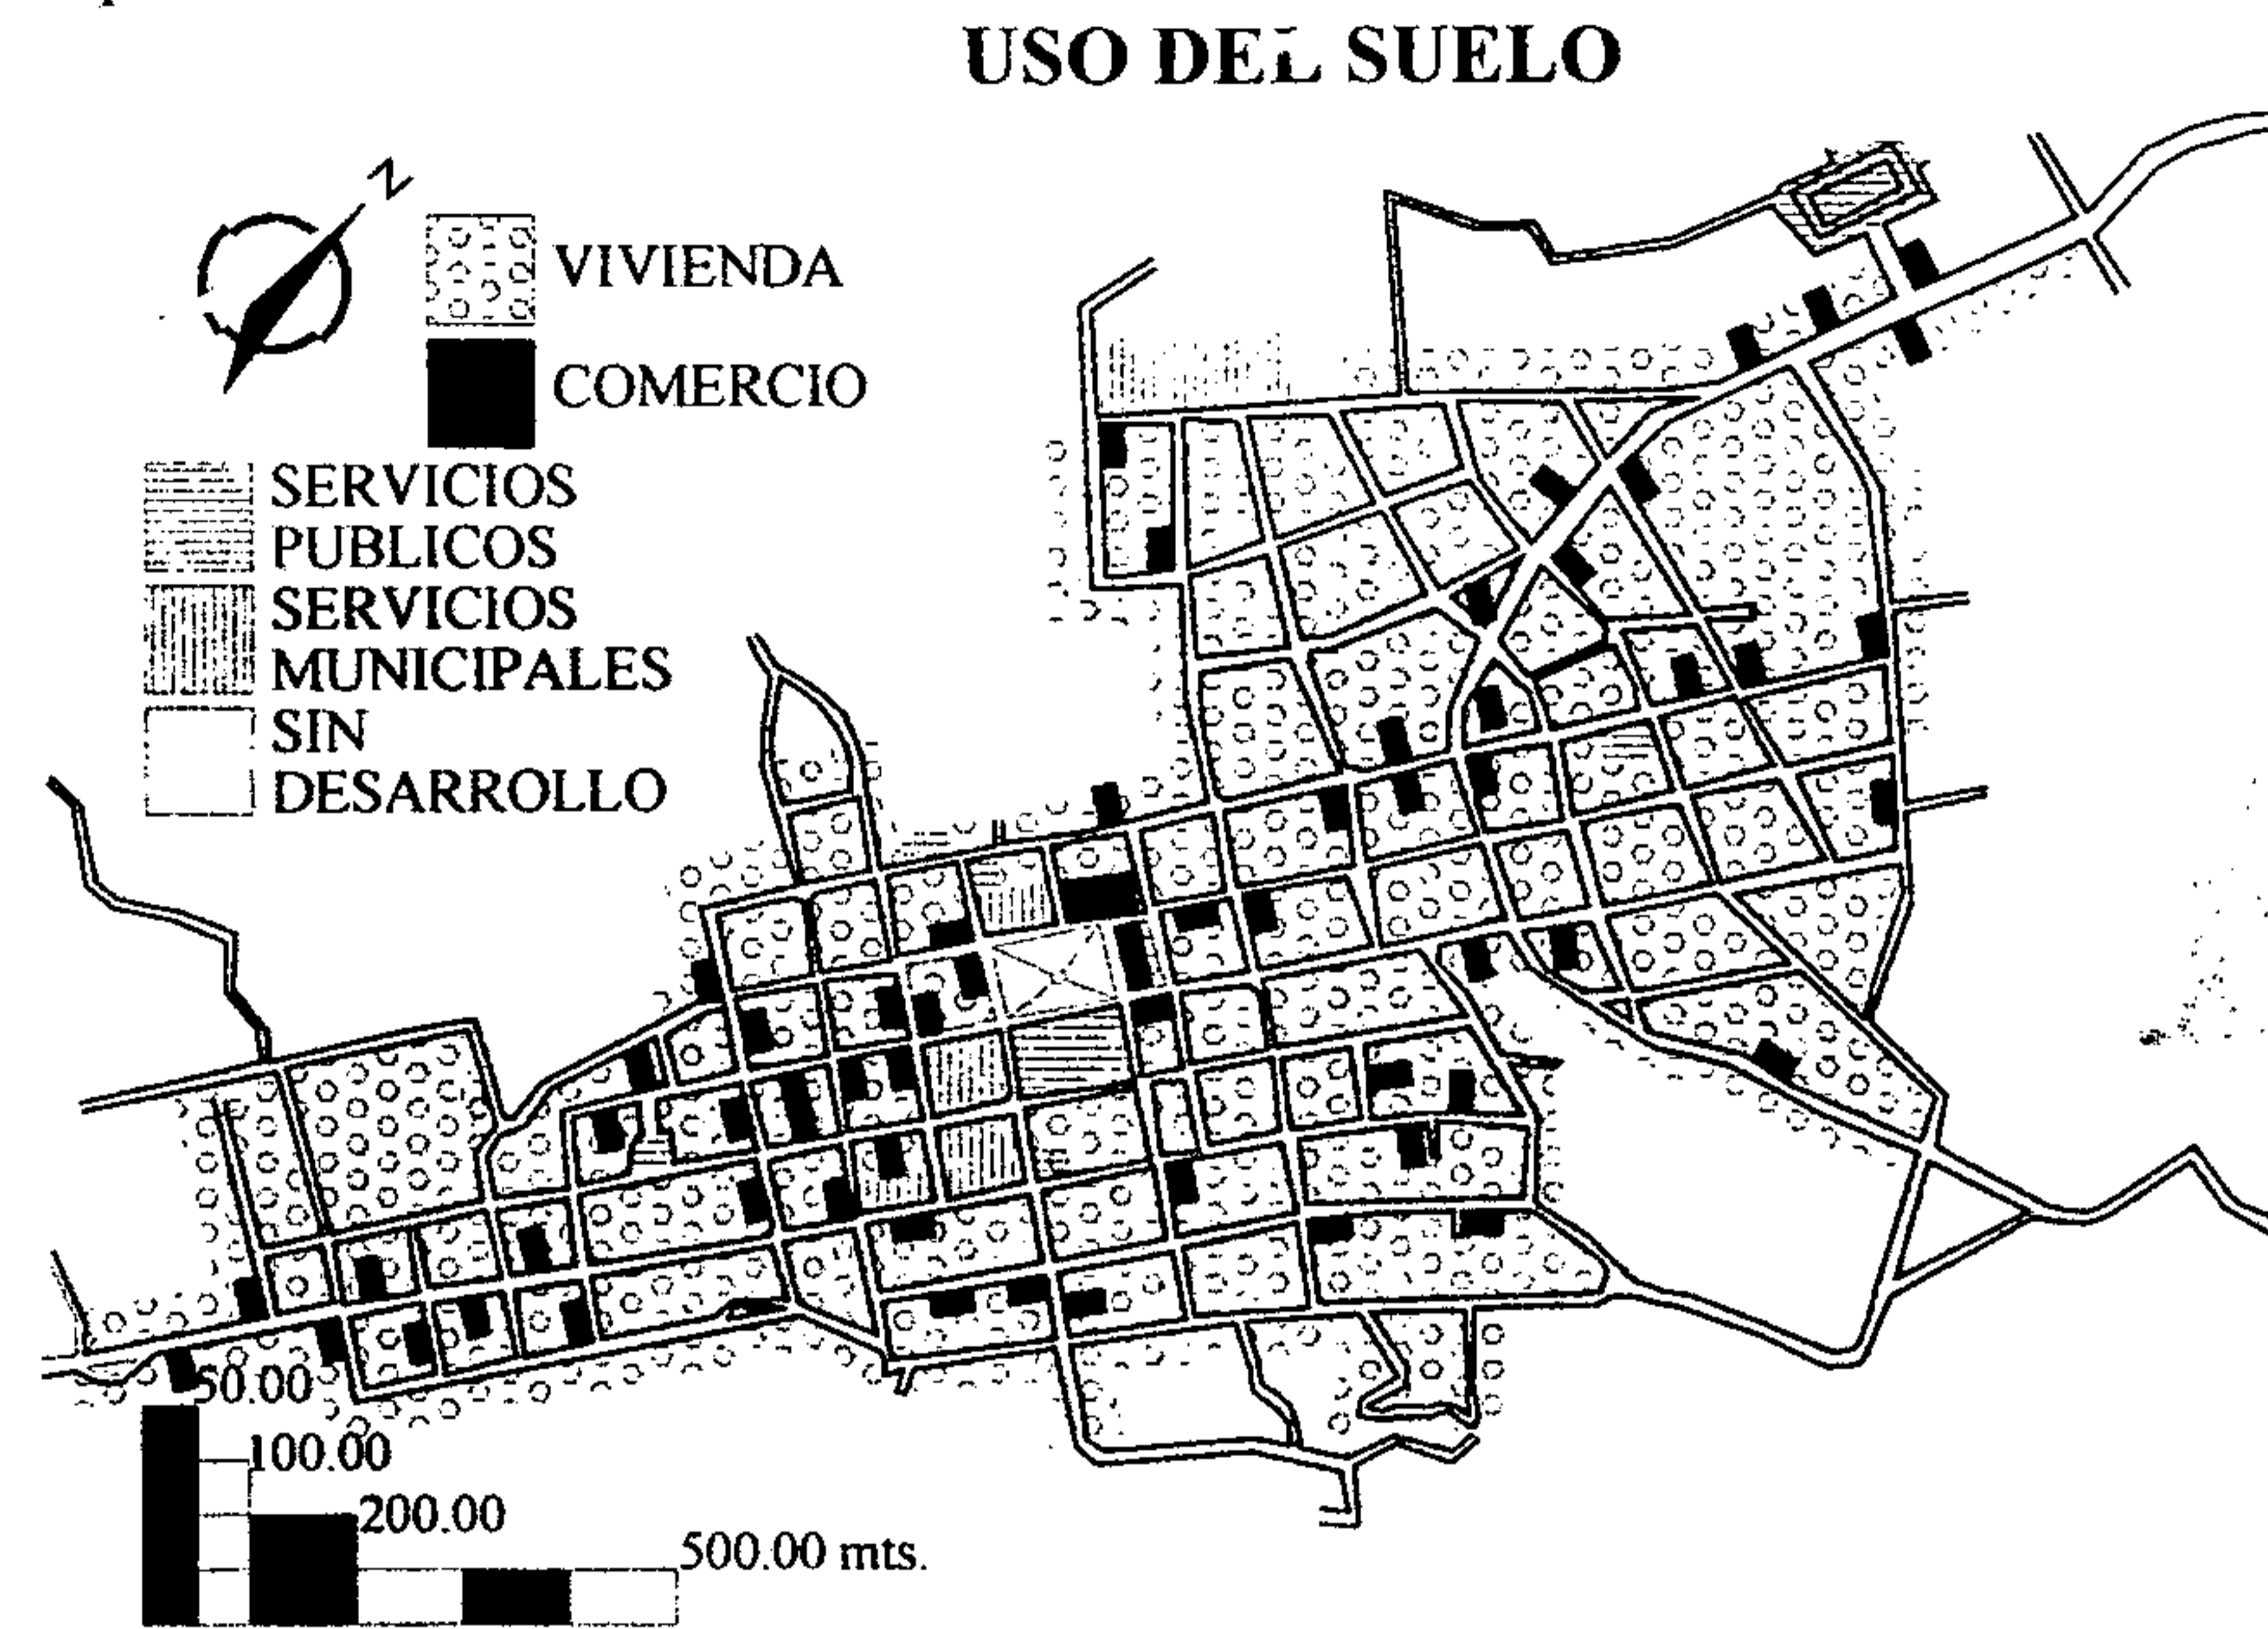 USO DEL SUELO
N
VIVIENDA
COMERCIO
SERVICIOS
PUBLICOS
SERVICIOS
MUNICIPALES
SIN
DESARROLLO
50.00
100.00
200.00
500.00 mts.